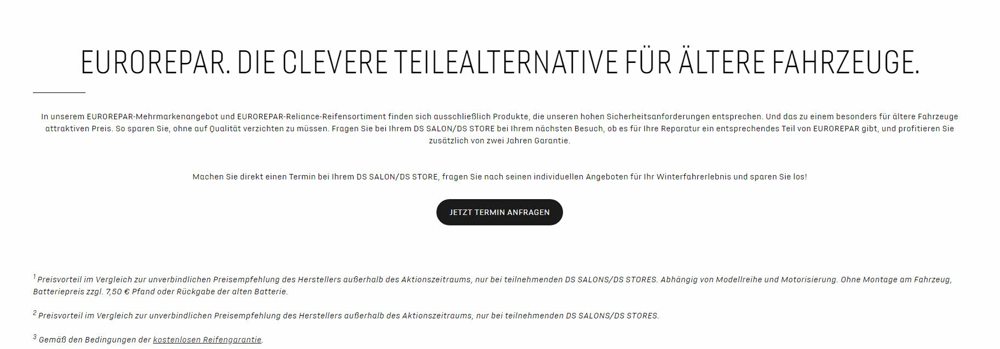 EUROREPAR. DIE CLEVERE TEILEALTERNATIVE FÜR ÄLTERE FAHRZEUGE.
In unserem EUROREPAR-Mehrmarkenangebot und EUROREPAR-Reliance-Reifensortiment finden sich ausschließlich Produkte, die unseren hohen Sicherheitsanforderungen entsprechen. Und das zu einem besonders für ältere Fahrzeuge
attraktiven Preis. So sparen Sie, ohne auf Qualität verzichten zu müssen. Fragen Sie bei Ihrem DS SALON/DS STORE bei Ihrem nächsten Besuch, ob es für Ihre Reparatur ein entsprechendes Teil von EUROREPAR gibt, und profitieren Sie
zusätzlich von zwei Jahren Garantie.
Machen Sie direkt einen Termin bei Ihrem DS SALON/DS STORE, fragen Sie nach seinen individuellen Angeboten für Ihr Winterfahrerlebnis und sparen Sie los!
JETZT TERMIN ANFRAGEN
1 Preisvorteil im Vergleich zur unverbindlichen Preisempfehlung des Herstellers außerhalb des Aktionszeitraums, nur bei teilnehmenden DS SALONS/DS STORES. Abhängig von Modellreihe und Motorisierung. Ohne Montage am Fahrzeug,
Batteriepreis zzgl. 7,50 € Pfand oder Rückgabe der alten Batterie.
2 Preisvorteil im Vergleich zur unverbindlichen Preisempfehlung des Herstellers außerhalb des Aktionszeitraums, nur bei teilnehmenden DS SALONS/DS STORES.
3 Gemäß den Bedingungen der kostenlosen Reifengarantie.